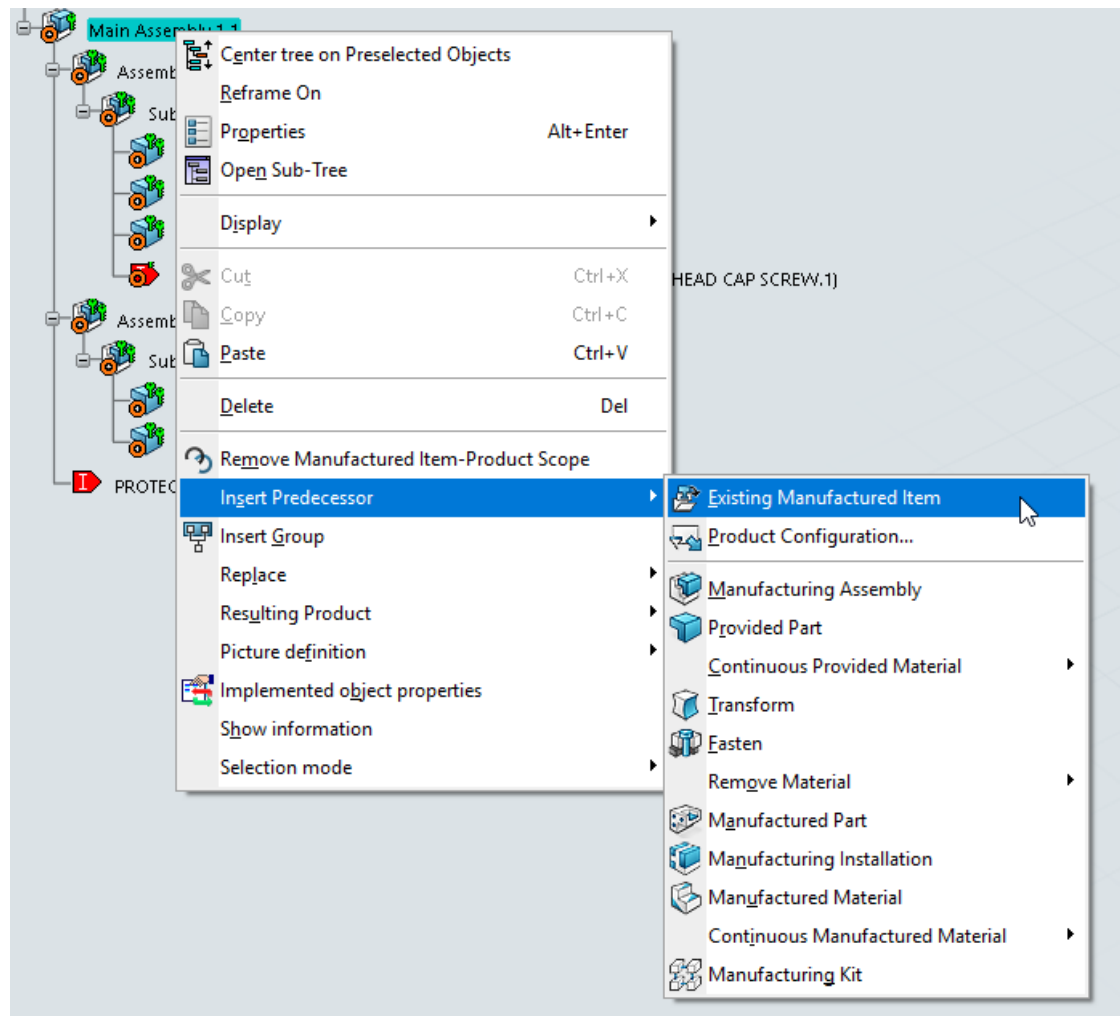 Main Assembly 1.1
Center tree on Preselected Objects
Assemb
Reframe On
Sub
Properties Alt+Enter
Open Sub-Tree
Display
Cut Ctrl+X
HEAD CAP SCREW.1)
Assemb
Copy Ctrl+C
Sub
Paste Ctrl+V
Delete Del
Remove Manufactured Item-Product Scope
PROTEC
Insert Predecessor
Existing Manufactured Item
Insert Group
Product Configuration...
Replace
Manufacturing Assembly
Resulting Product
Provided Part
Picture definition
Continuous Provided Material
Implemented object properties
Transform
Show information
Fasten
Selection mode
Remove Material
Manufactured Part
Manufacturing Installation
Manufactured Material
Continuous Manufactured Material
Manufacturing Kit